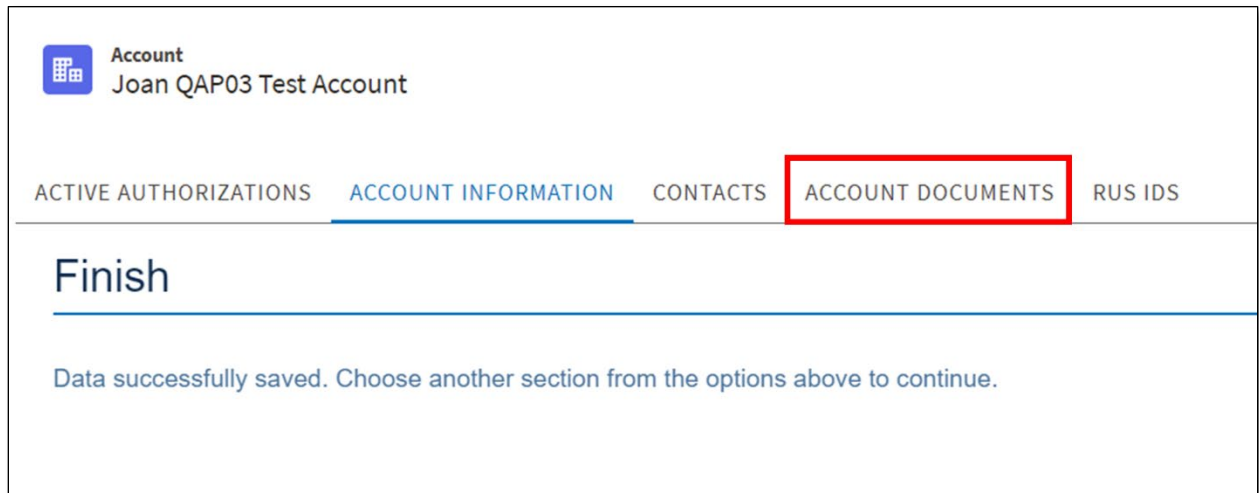 Account
Joan QAP03 Test Account
ACTIVE AUTHORIZATIONS ACCOUNT INFORMATION CONTACTS ACCOUNT DOCUMENTS RUS IDS
Finish
Data successfully saved. Choose another section from the options above to continue.